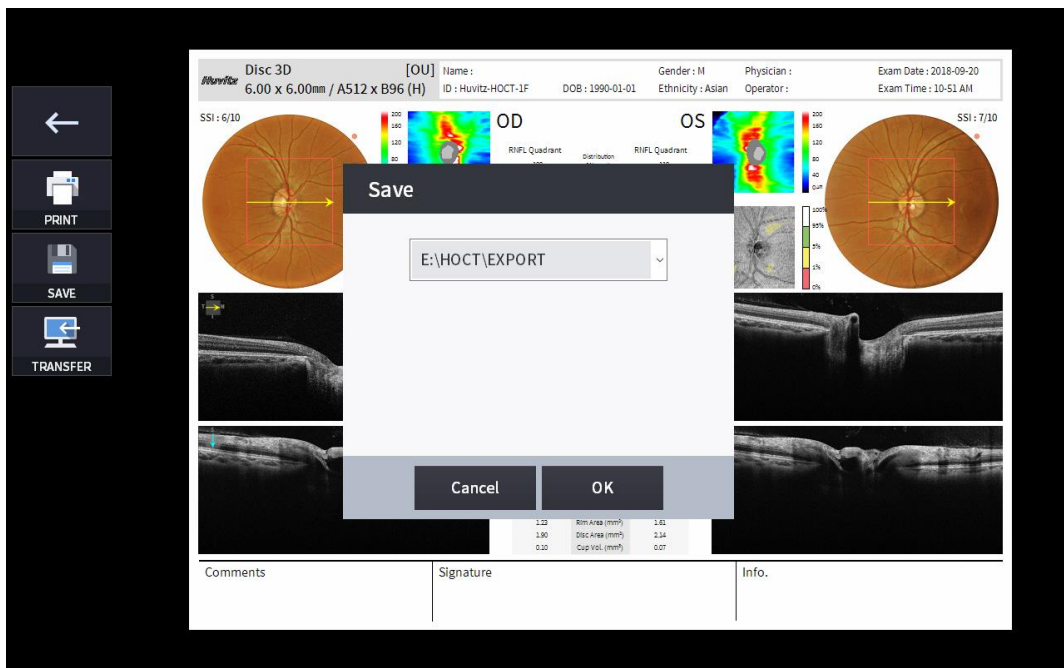 Huvitz
Disc 3D [OU]
6.00 x 6.00mm / A512 x B96 (H)
Name :
ID : Huvitz-HOCT-1F
DOB : 1990-01-01
Gender : M
Ethnicity : Asian
Physician :
Operator :
Exam Date : 2018-09-20
Exam Time : 10-51 AM
PRINT
SAVE
TRANSFER
SSI : 6/10
200
160
120
80
OD
OS
RNFL Quadrant
Distribution
RNFL Quadrant
200
160
120
80
40
SSI : 7/10
100%
95%
5%
1%
0%
Save
E:\HOCT\EXPORT
Cancel
OK
1.23 Rim Area (mm²) 1.61
1.90 Disc Area (mm²) 2.14
0.10 Cup Vol. (mm³) 0.07
Comments
Signature
Info.